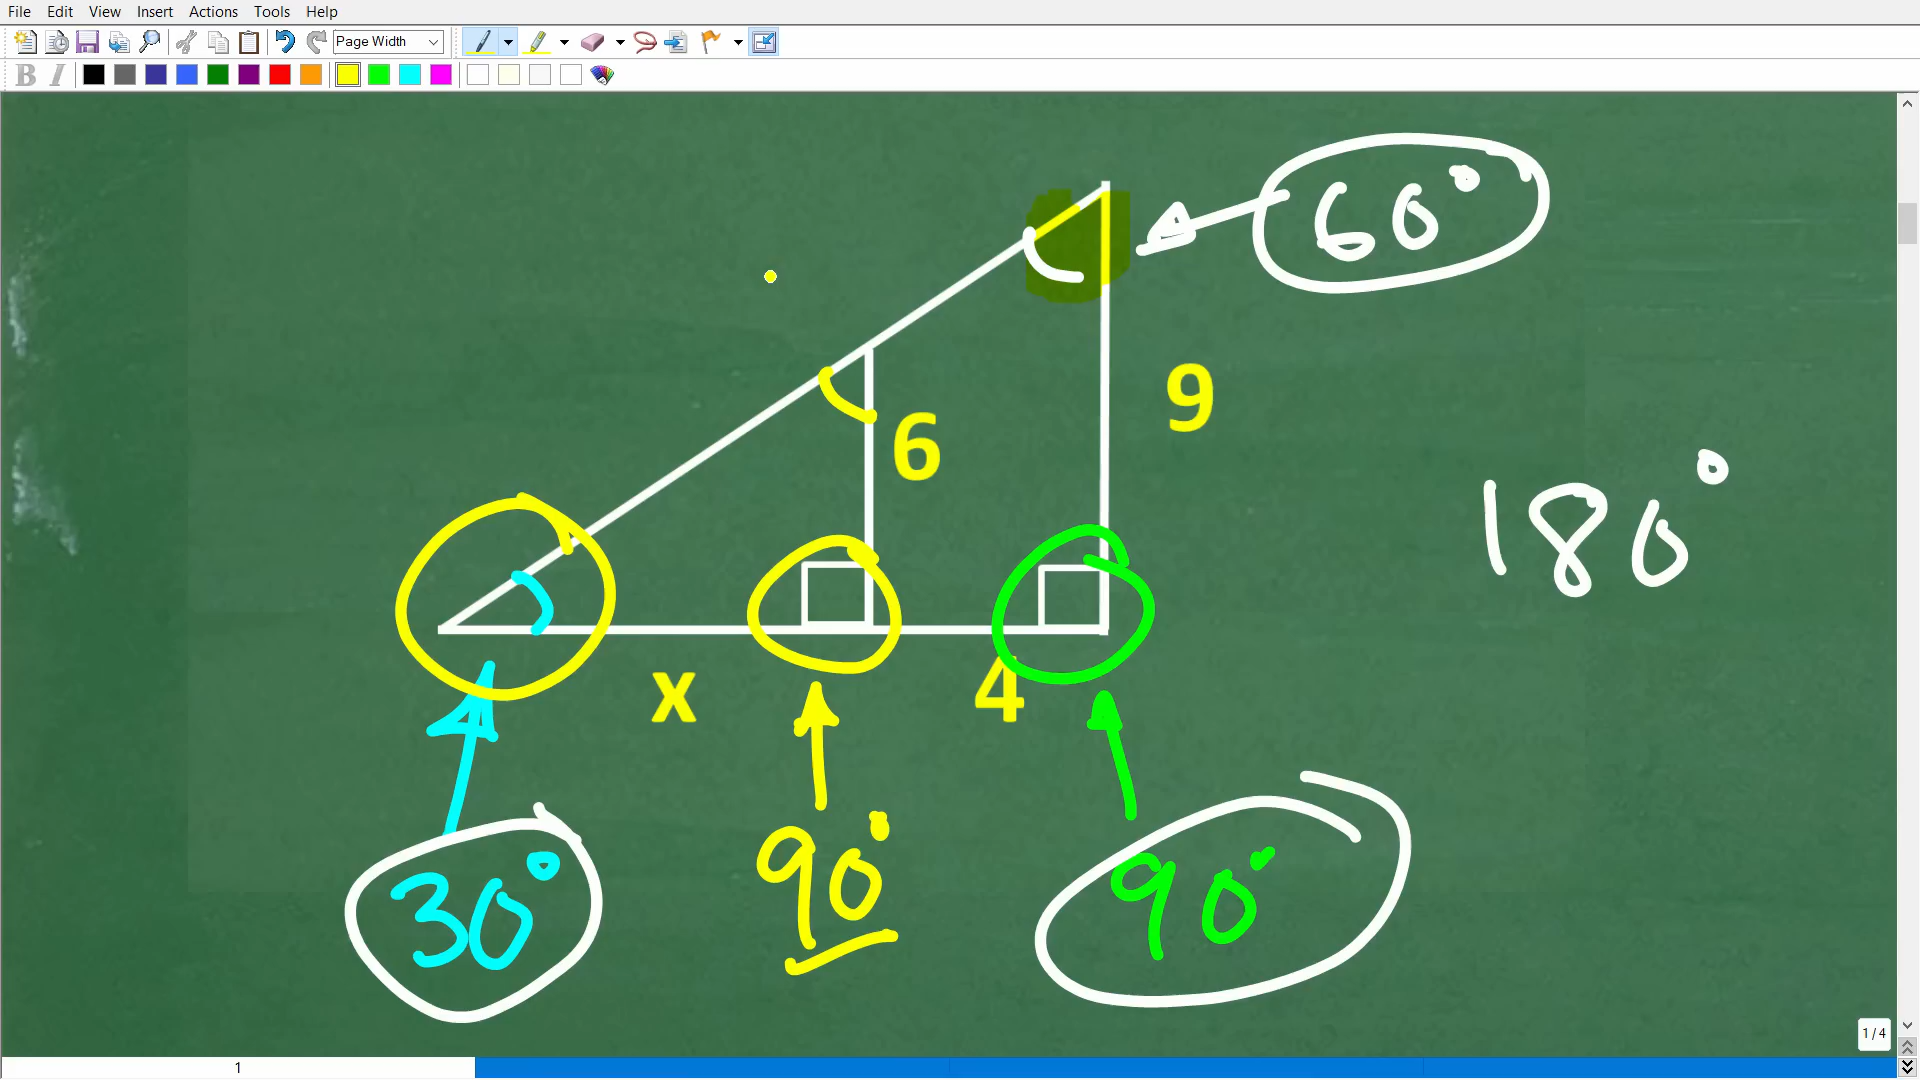 File Edit View Insert Actions Tools Help
Page Width
B I
60°
9
6
180°
x 4
30° 90° 90°
1 / 4
1